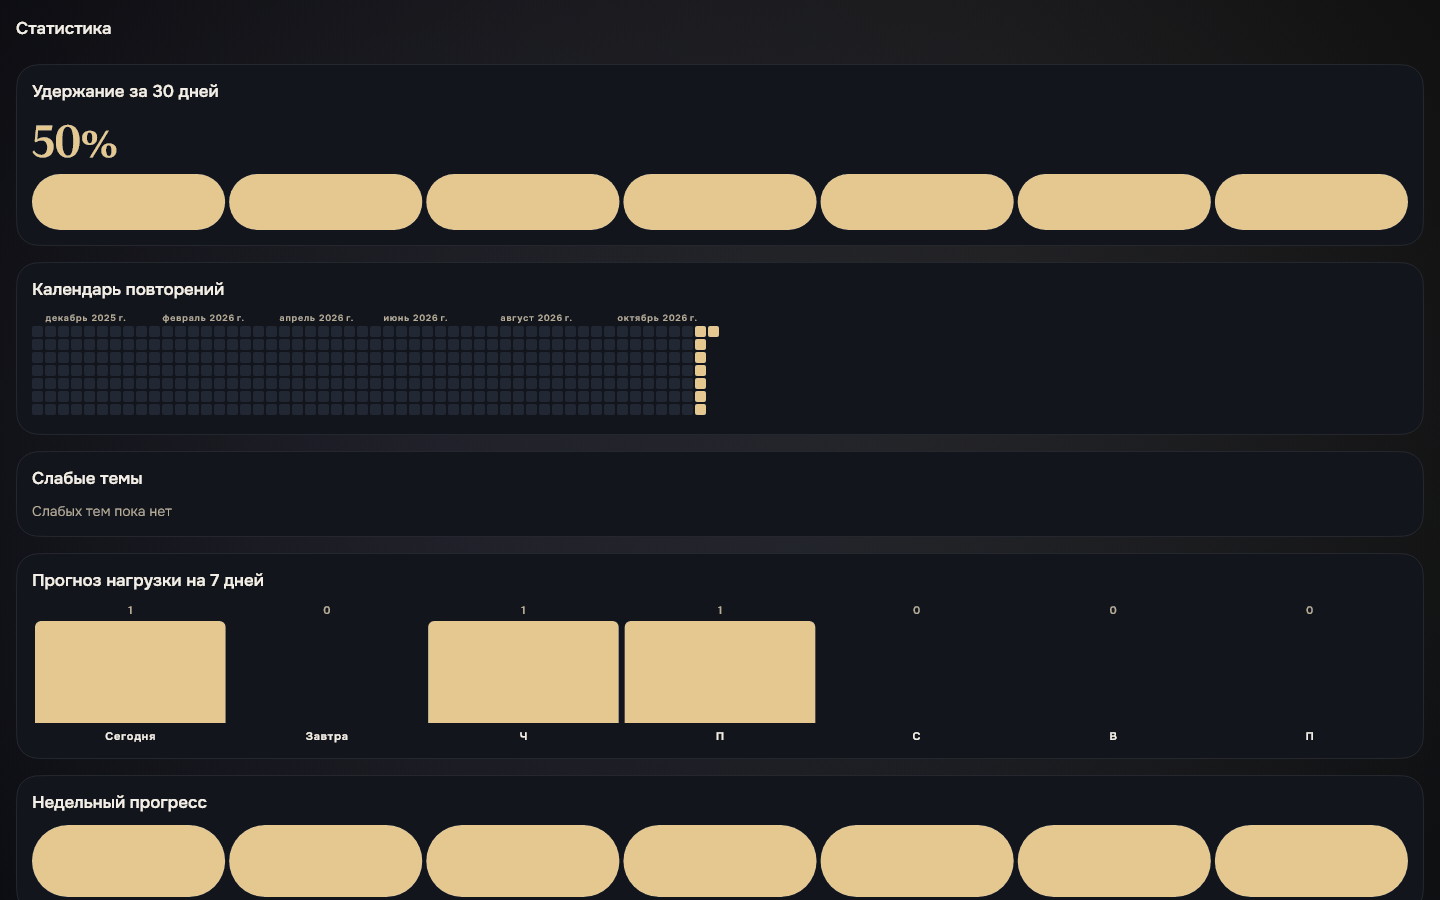 Статистика
Удержание за 30 дней
50%
Календарь повторений
декабрь 2025 г. февраль 2026 г. апрель 2026 г. июнь 2026 г. август 2026 г. октябрь 2026 г.
Слабые темы
Слабых тем пока нет
Прогноз нагрузки на 7 дней
1 0 1 1 0 0 0
Сегодня Завтра Ч П С В П
Недельный прогресс